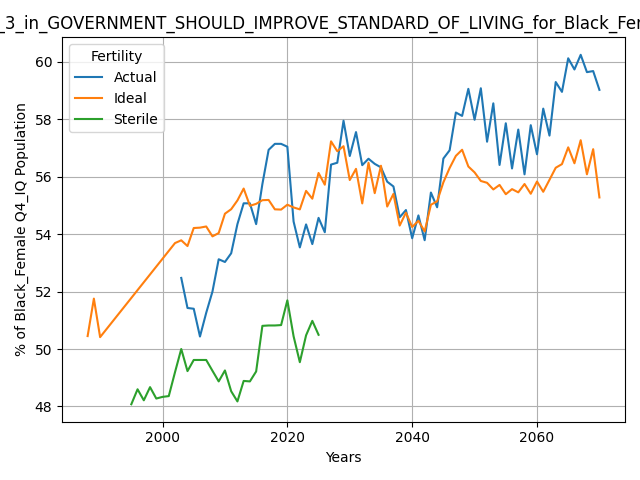 _3_in_GOVERNMENT_SHOULD_IMPROVE_STANDARD_OF_LIVING_for_Black_Fe
Fertility
Actual
Ideal
Sterile
% of Black_Female Q4_IQ Population
60
58
56
54
52
50
48
2000
2020
2040
2060
Years